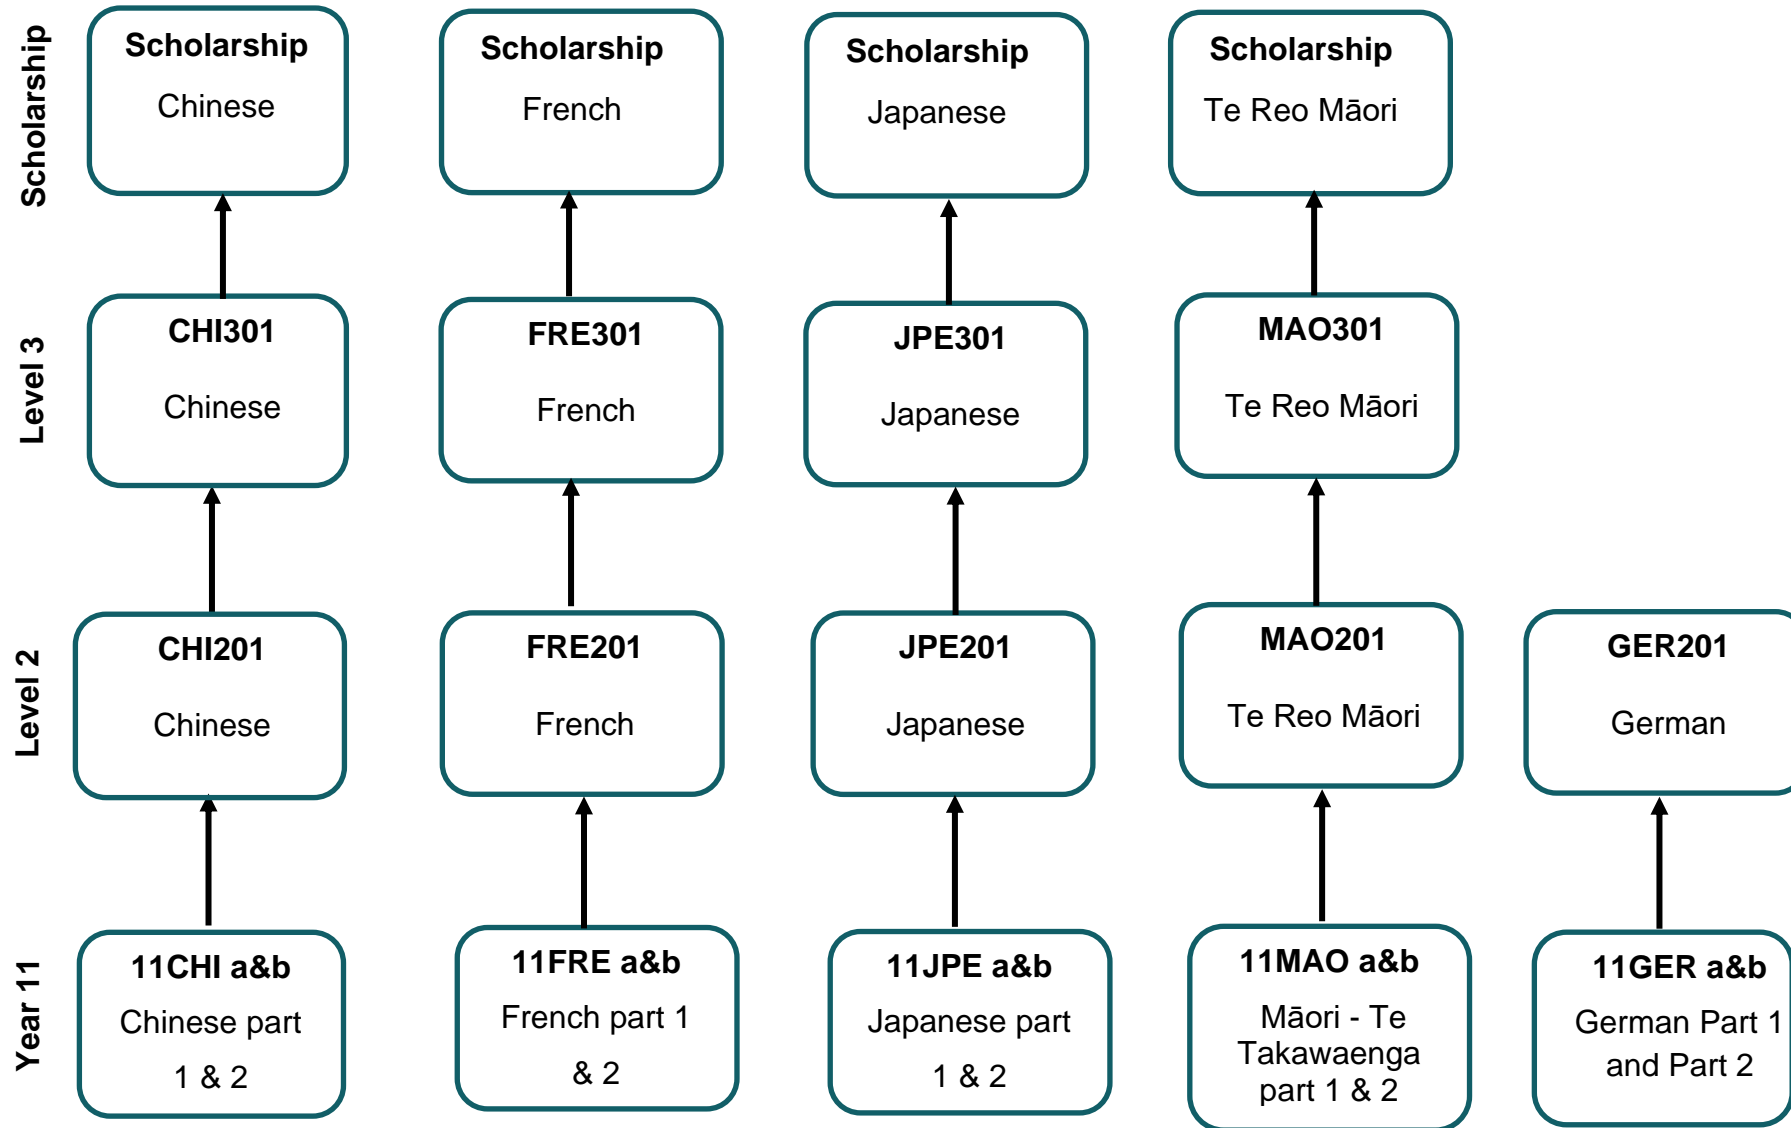 Scholarship
Scholarship
Chinese
Scholarship
French
Scholarship
Japanese
Scholarship
Te Reo Māori
Level 3
CHI301
Chinese
FRE301
French
JPE301
Japanese
MAO301
Te Reo Māori
Level 2
CHI201
Chinese
FRE201
French
JPE201
Japanese
MAO201
Te Reo Māori
GER201
German
Year 11
11CHI a&b
Chinese part
1 & 2
11FRE a&b
French part 1
& 2
11JPE a&b
Japanese part
1 & 2
11MAO a&b
Māori - Te
Takawaenga
part 1 & 2
11GER a&b
German Part 1
and Part 2